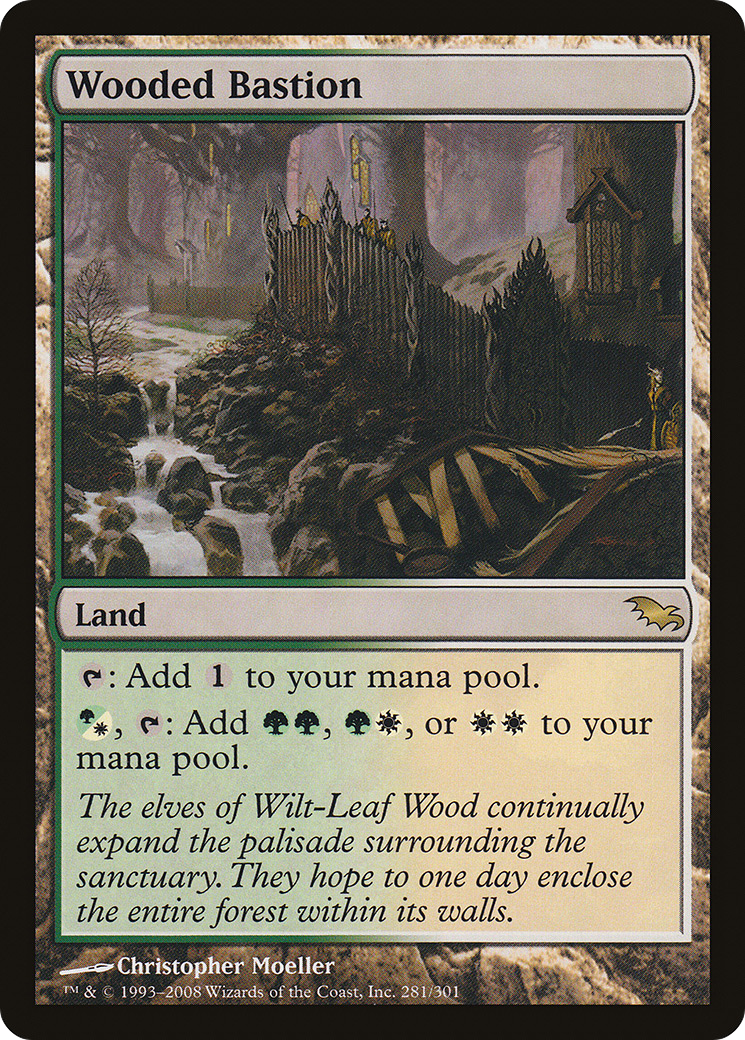 Wooded Bastion
Land
: Add 1 to your mana pool.
, : Add , , or to your
mana pool.
The elves of Wilt-Leaf Wood continually
expand the palisade surrounding the
sanctuary. They hope to one day enclose
the entire forest within its walls.
Christopher Moeller
™ & © 1993–2008 Wizards of the Coast, Inc. 281/301